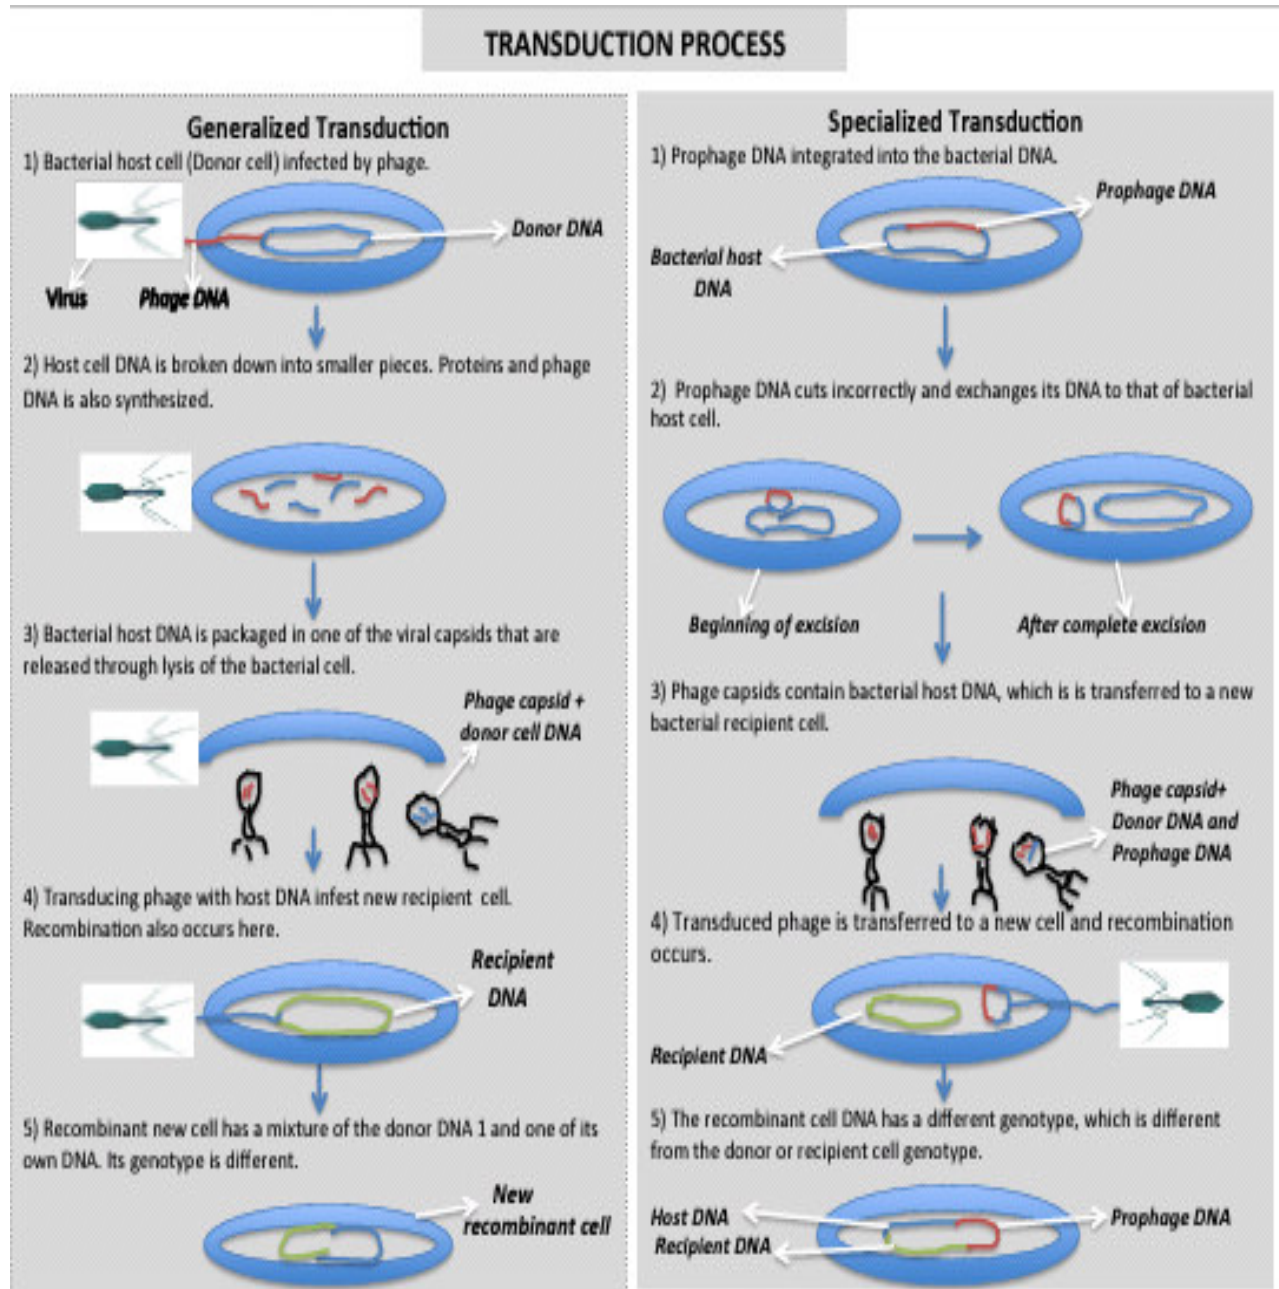 TRANSDUCTION PROCESS
Generalized Transduction
1) Bacterial host cell (Donor cell) infected by phage.
Donor DNA
Virus
Phage DNA
2) Host cell DNA is broken down into smaller pieces. Proteins and phage
DNA is also synthesized.
3) Bacterial host DNA is packaged in one of the viral capsids that are
released through lysis of the bacterial cell.
Phage capsid +
donor cell DNA
4) Transducing phage with host DNA infest new recipient cell.
Recombination also occurs here.
Recipient
DNA
5) Recombinant new cell has a mixture of the donor DNA 1 and one of its
own DNA. Its genotype is different.
New
recombinant cell
Specialized Transduction
1) Prophage DNA integrated into the bacterial DNA.
Prophage DNA
Bacterial host
DNA
2) Prophage DNA cuts incorrectly and exchanges its DNA to that of bacterial
host cell.
Beginning of excision
After complete excision
3) Phage capsids contain bacterial host DNA, which is is transferred to a new
bacterial recipient cell.
Phage capsid+
Donor DNA and
Prophage DNA
4) Transduced phage is transferred to a new cell and recombination
occurs.
Recipient DNA
5) The recombinant cell DNA has a different genotype, which is different
from the donor or recipient cell genotype.
Host DNA
Recipient DNA
Prophage DNA